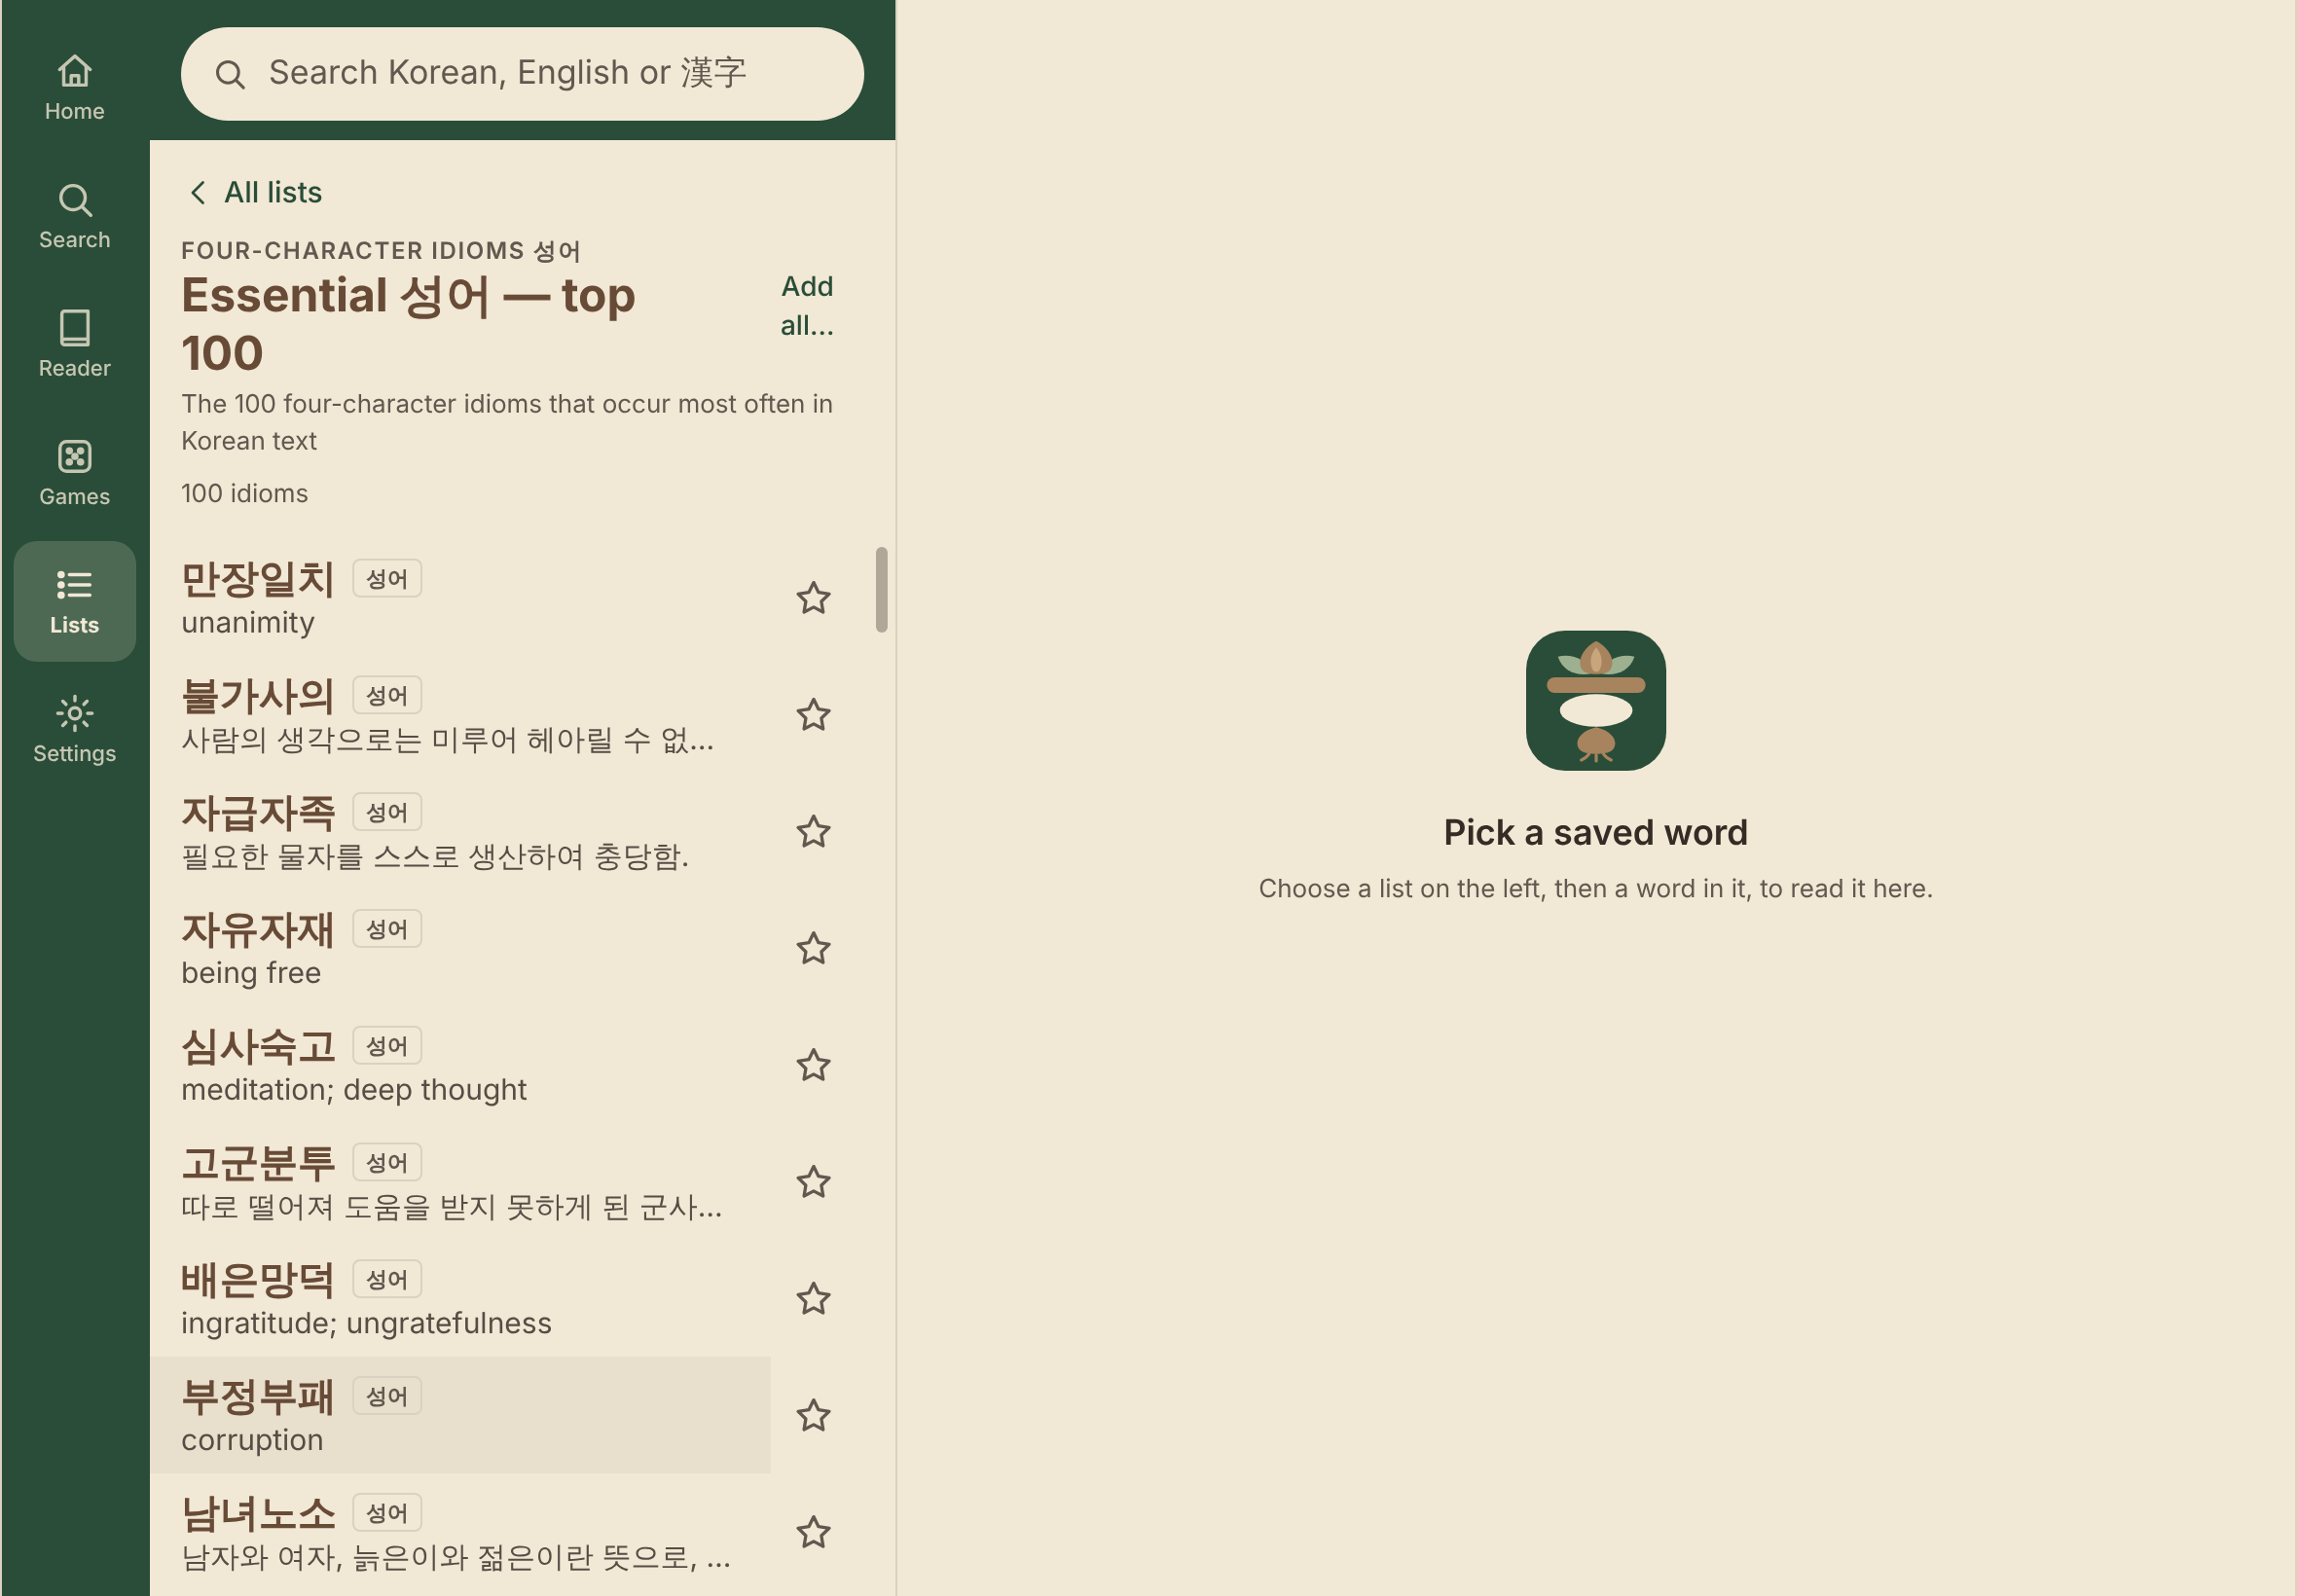 Home
Search
Reader
Games
Lists
Settings
Search Korean, English or 漢字
All lists
FOUR-CHARACTER IDIOMS 성어
Essential 성어 — top
100
Add
all...
The 100 four-character idioms that occur most often in
Korean text
100 idioms
만장일치 성어
unanimity
불가사의 성어
사람의 생각으로는 미루어 헤아릴 수 없...
자급자족 성어
필요한 물자를 스스로 생산하여 충당함.
자유자재 성어
being free
심사숙고 성어
meditation; deep thought
고군분투 성어
따로 떨어져 도움을 받지 못하게 된 군사...
배은망덕 성어
ingratitude; ungratefulness
부정부패 성어
corruption
남녀노소 성어
남자와 여자, 늙은이와 젊은이란 뜻으로, ...
Pick a saved word
Choose a list on the left, then a word in it, to read it here.